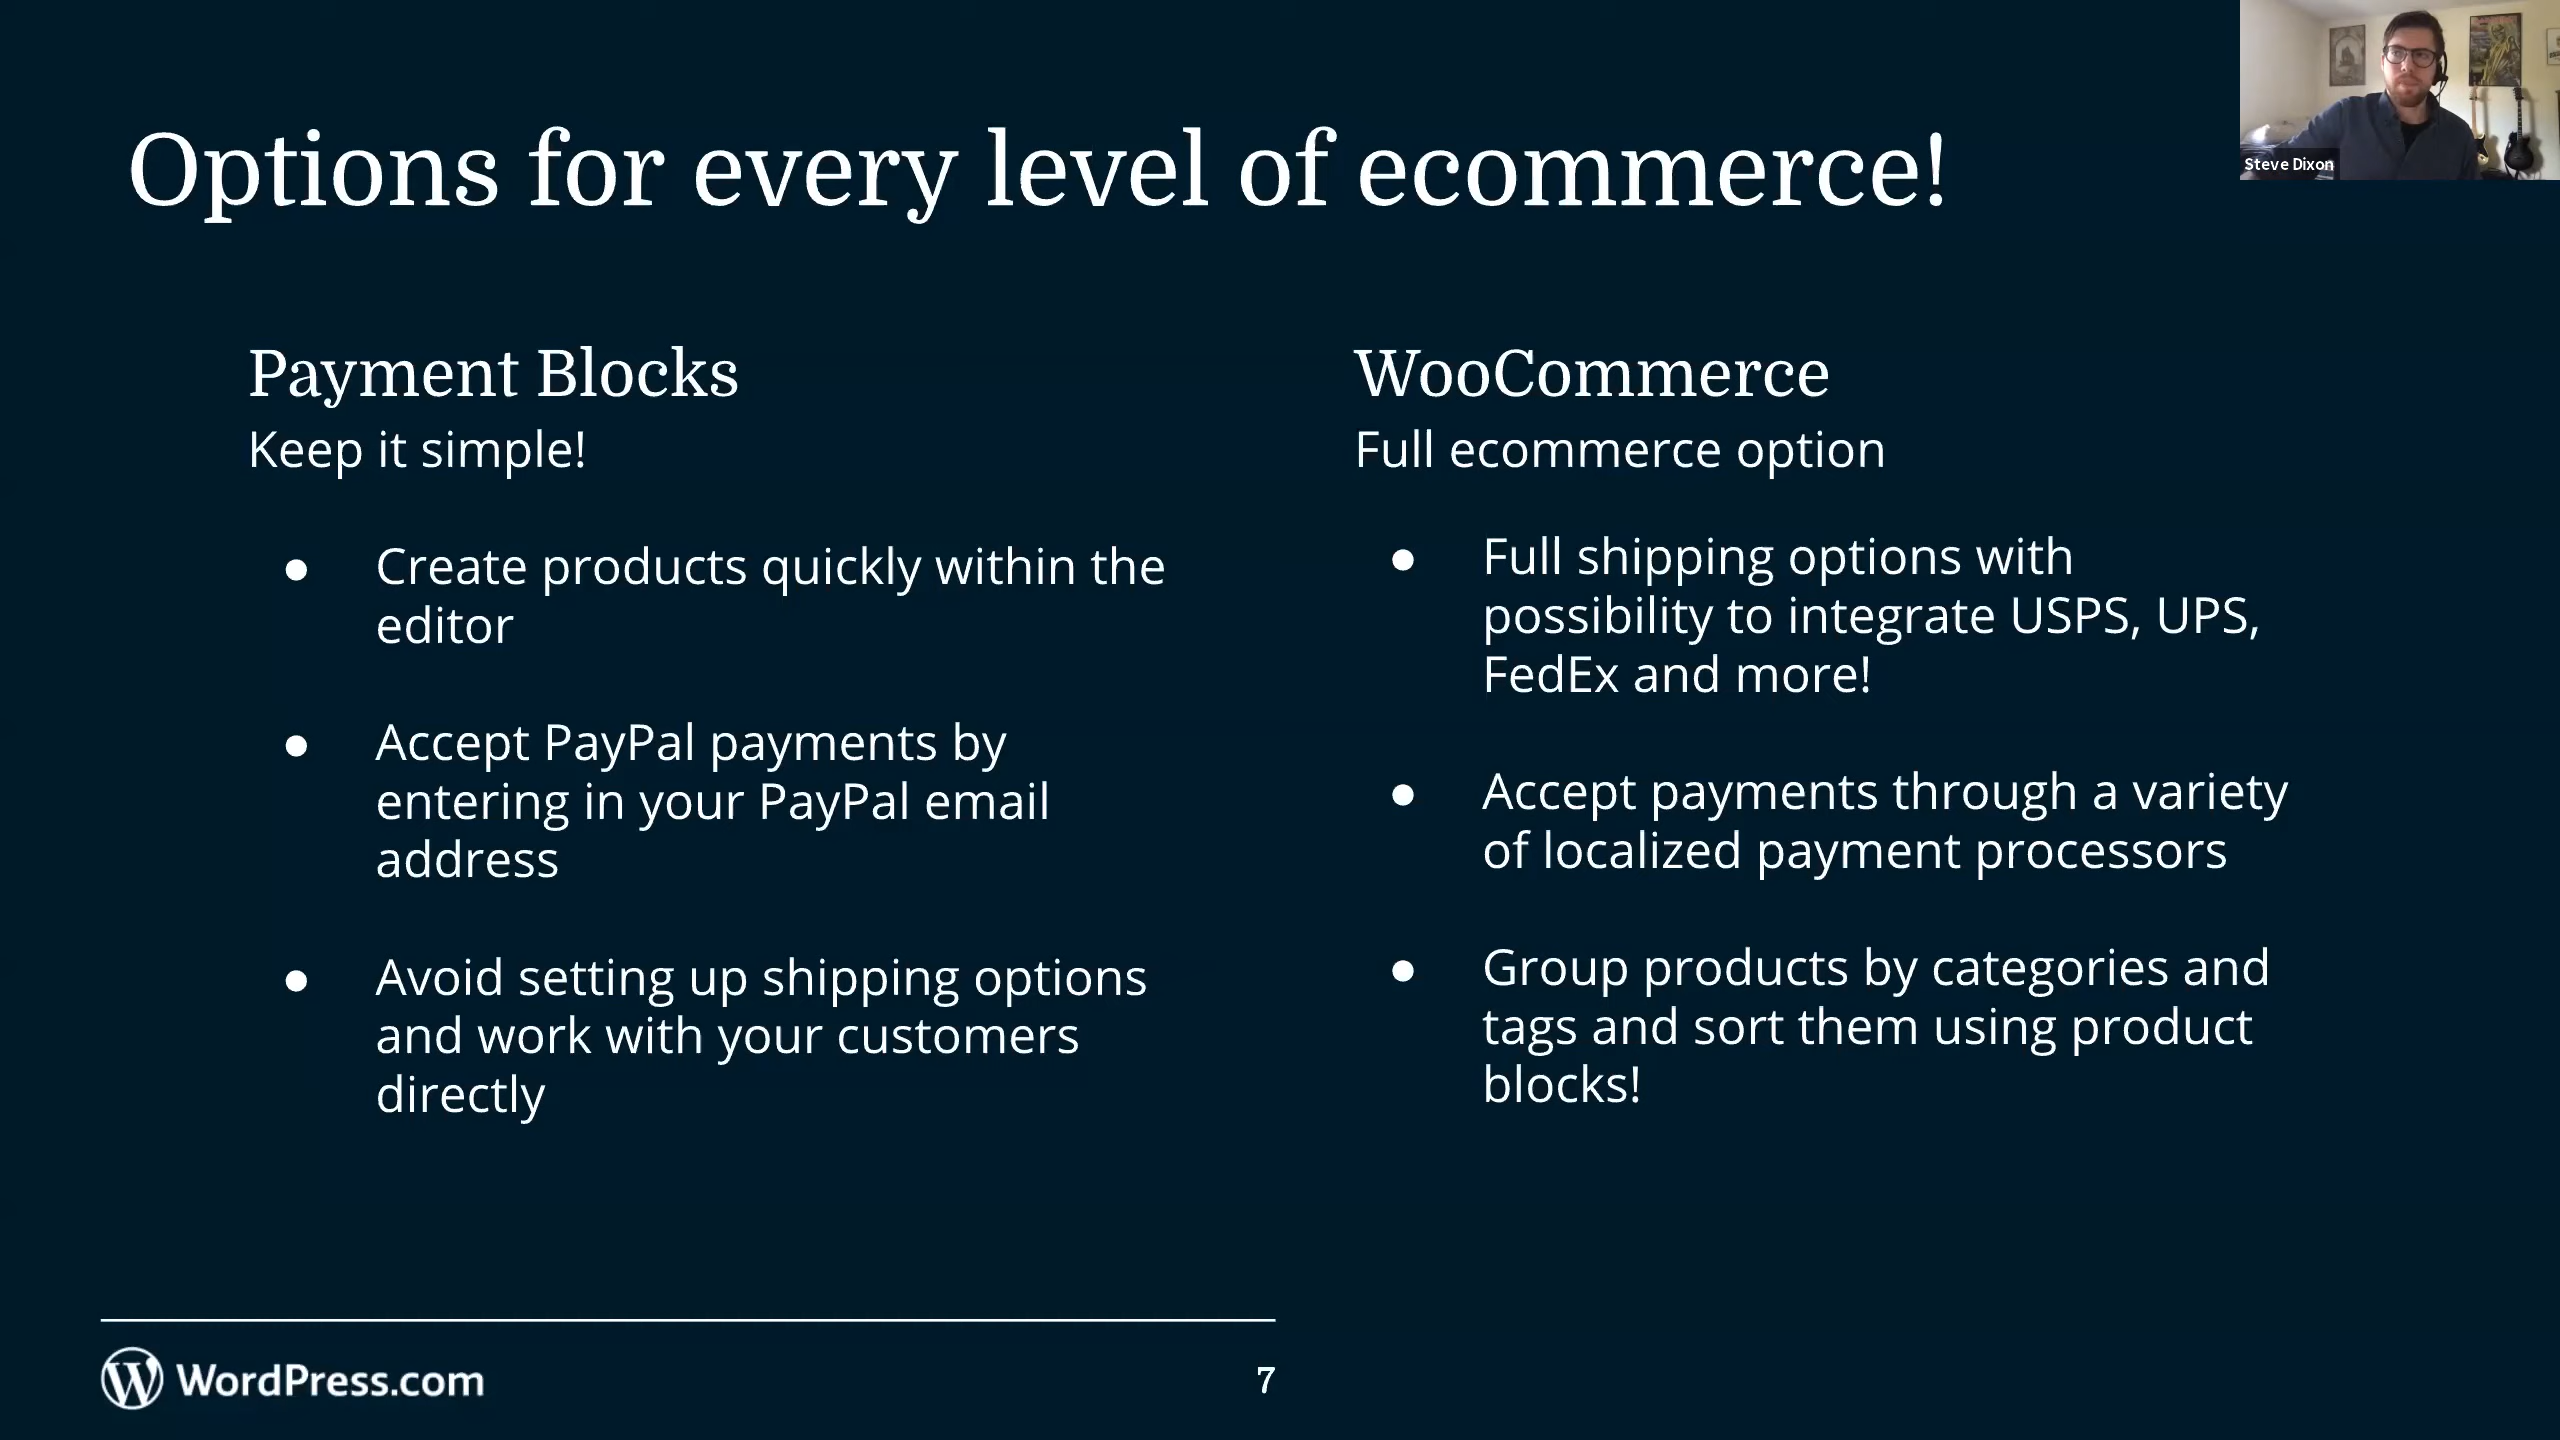 Options for every level of ecommerce!
Steve Dixon
Payment Blocks
Keep it simple!
● Create products quickly within the
editor
● Accept PayPal payments by
entering in your PayPal email
address
● Avoid setting up shipping options
and work with your customers
directly
WooCommerce
Full ecommerce option
● Full shipping options with
possibility to integrate USPS, UPS,
FedEx and more!
● Accept payments through a variety
of localized payment processors
● Group products by categories and
tags and sort them using product
blocks!
WordPress.com
7